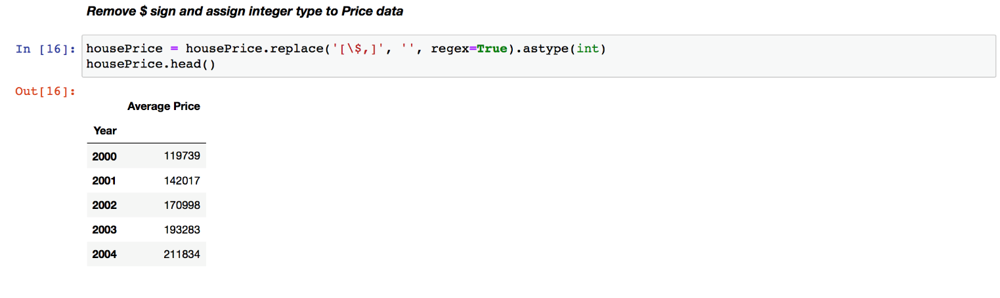 Remove $ sign and assign integer type to Price data
In [16]: housePrice = housePrice.replace('[\$,]', '', regex=True).astype(int)
housePrice.head()
Out[16]:
Average Price
Year
2000 119739
2001 142017
2002 170998
2003 193283
2004 211834